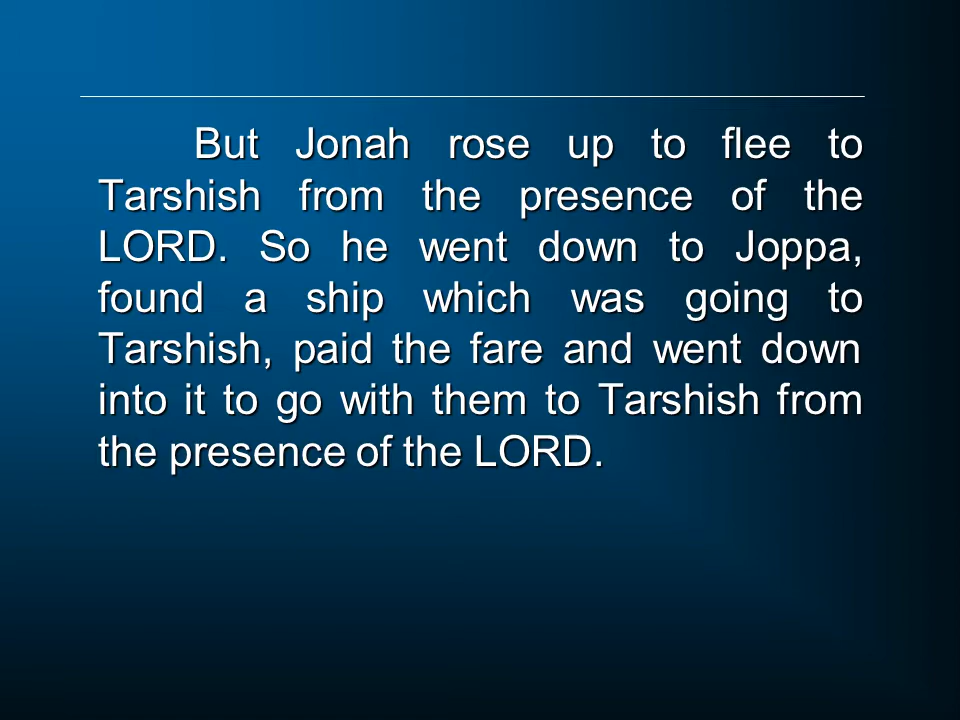 But Jonah rose up to flee to
Tarshish from the presence of the
LORD. So he went down to Joppa,
found a ship which was going to
Tarshish, paid the fare and went down
into it to go with them to Tarshish from
the presence of the LORD.